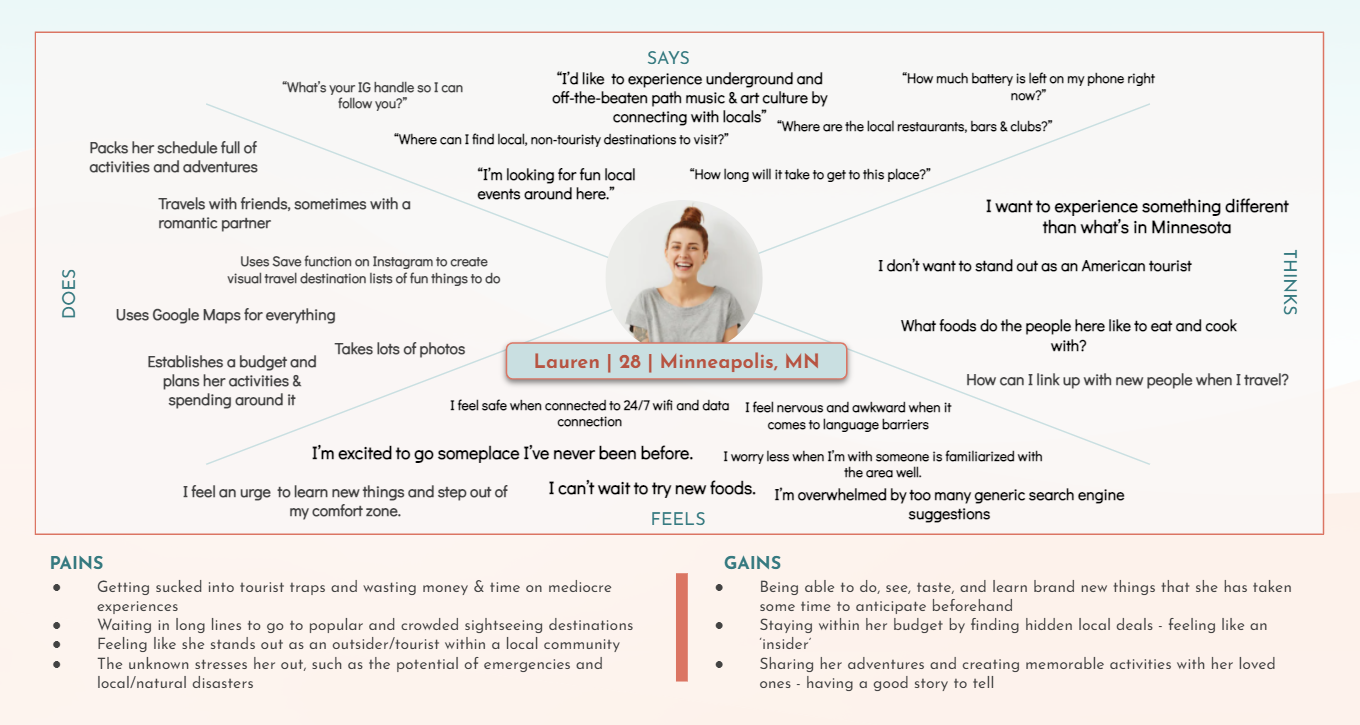 SAYS
“What’s your IG handle so I can
follow you?”
“I’d like  to experience underground and
off-the-beaten path music & art culture by
connecting with locals”
“How much battery is left on my phone right
now?”
“Where can I find local, non-touristy destinations to visit?”
“Where are the local restaurants, bars & clubs?”
“I’m looking for fun local
events around here.”
“How long will it take to get to this place?”
DOES
Packs her schedule full of
activities and adventures
Travels with friends, sometimes with a
romantic partner
Uses Save function on Instagram to create
visual travel destination lists of fun things to do
Uses Google Maps for everything
Takes lots of photos
Establishes a budget and
plans her activities &
spending around it
THINKS
I want to experience something different
than what’s in Minnesota
I don’t want to stand out as an American tourist
What foods do the people here like to eat and cook
with?
How can I link up with new people when I travel?
Lauren | 28 | Minneapolis, MN
I feel safe when connected to 24/7 wifi and data
connection
I feel nervous and awkward when it
comes to language barriers
I’m excited to go someplace I’ve never been before.
I worry less when I’m with someone is familiarized with
the area well.
I feel an urge  to learn new things and step out of
my comfort zone.
I can’t wait to try new foods.
I’m overwhelmed by too many generic search engine
suggestions
FEELS
PAINS
● Getting sucked into tourist traps and wasting money & time on mediocre
experiences
● Waiting in long lines to go to popular and crowded sightseeing destinations
● Feeling like she stands out as an outsider/tourist within a local community
● The unknown stresses her out, such as the potential of emergencies and
local/natural disasters
GAINS
● Being able to do, see, taste, and learn brand new things that she has taken
some time to anticipate beforehand
● Staying within her budget by finding hidden local deals - feeling like an
‘insider’
● Sharing her adventures and creating memorable activities with her loved
ones - having a good story to tell